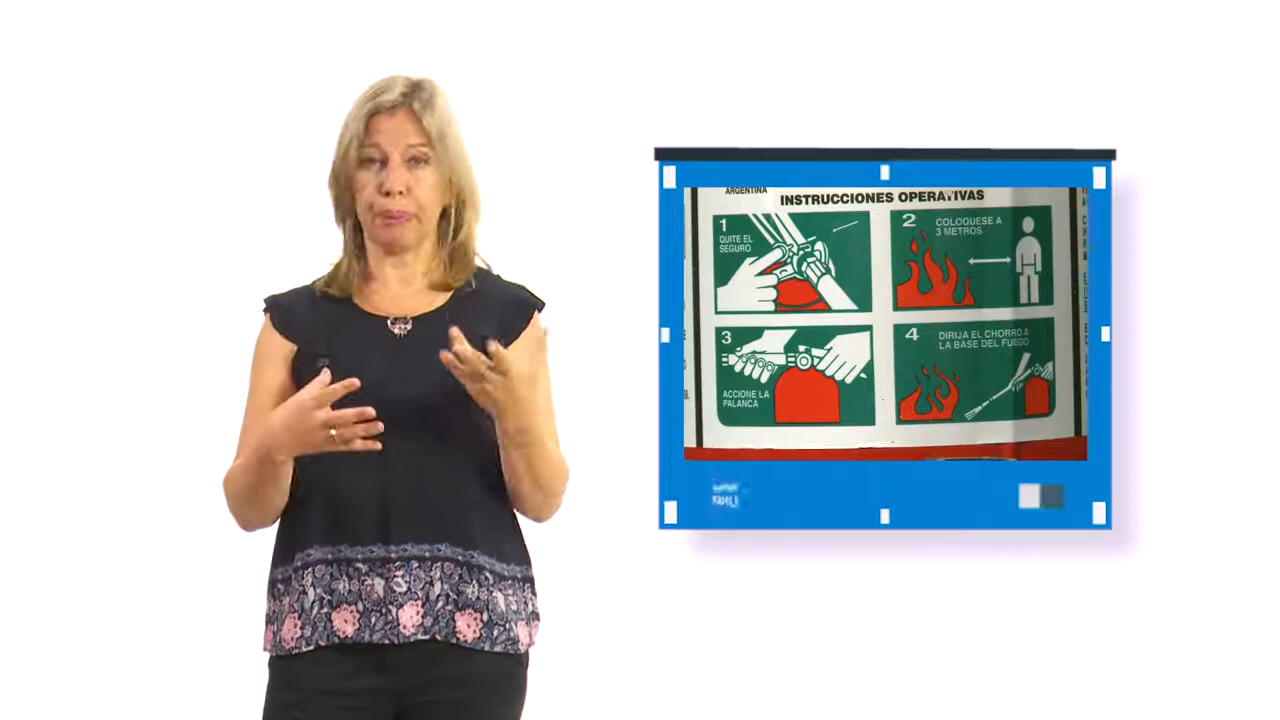 ARGENTINA
INSTRUCCIONES OPERATIVAS
1
QUITE EL
SEGURO
2
COLOQUESE A
3 METROS
3
ACCIONE LA
PALANCA
4
DIRIJA EL CHORRO A
LA BASE DEL FUEGO